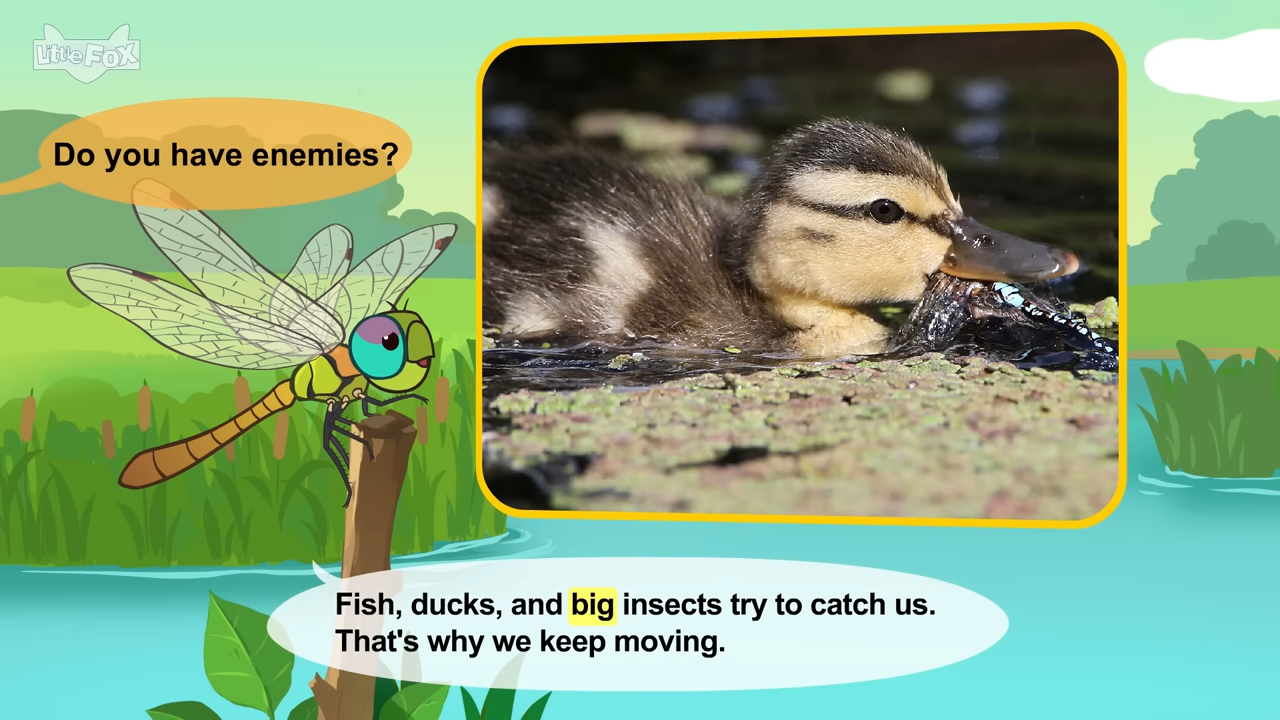 Little Fox
Do you have enemies?
Fish, ducks, and big insects try to catch us.
That's why we keep moving.